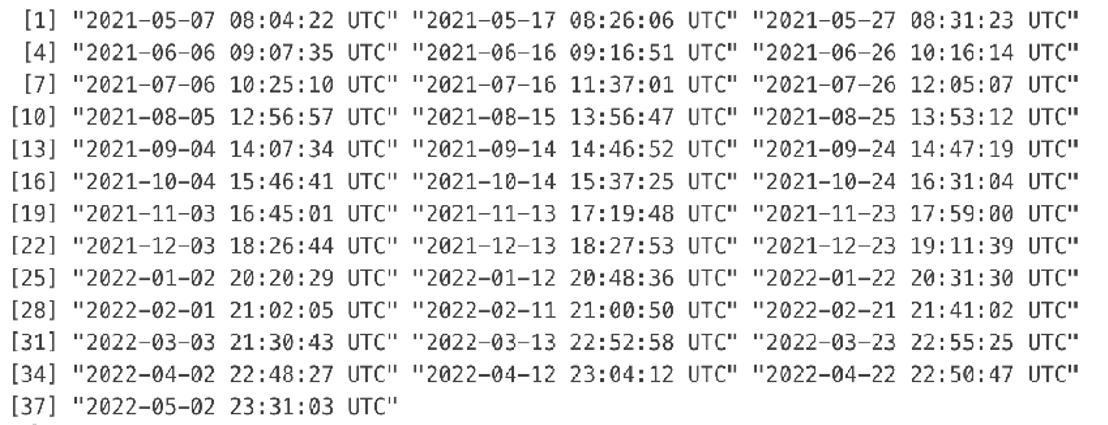 [1] "2021-05-07 08:04:22 UTC" "2021-05-17 08:26:06 UTC" "2021-05-27 08:31:23 UTC"
[4] "2021-06-06 09:07:35 UTC" "2021-06-16 09:16:51 UTC" "2021-06-26 10:16:14 UTC"
[7] "2021-07-06 10:25:10 UTC" "2021-07-16 11:37:01 UTC" "2021-07-26 12:05:07 UTC"
[10] "2021-08-05 12:56:57 UTC" "2021-08-15 13:56:47 UTC" "2021-08-25 13:53:12 UTC"
[13] "2021-09-04 14:07:34 UTC" "2021-09-14 14:46:52 UTC" "2021-09-24 14:47:19 UTC"
[16] "2021-10-04 15:46:41 UTC" "2021-10-14 15:37:25 UTC" "2021-10-24 16:31:04 UTC"
[19] "2021-11-03 16:45:01 UTC" "2021-11-13 17:19:48 UTC" "2021-11-23 17:59:00 UTC"
[22] "2021-12-03 18:26:44 UTC" "2021-12-13 18:27:53 UTC" "2021-12-23 19:11:39 UTC"
[25] "2022-01-02 20:20:29 UTC" "2022-01-12 20:48:36 UTC" "2022-01-22 20:31:30 UTC"
[28] "2022-02-01 21:02:05 UTC" "2022-02-11 21:00:50 UTC" "2022-02-21 21:41:02 UTC"
[31] "2022-03-03 21:30:43 UTC" "2022-03-13 22:52:58 UTC" "2022-03-23 22:55:25 UTC"
[34] "2022-04-02 22:48:27 UTC" "2022-04-12 23:04:12 UTC" "2022-04-22 22:50:47 UTC"
[37] "2022-05-02 23:31:03 UTC"